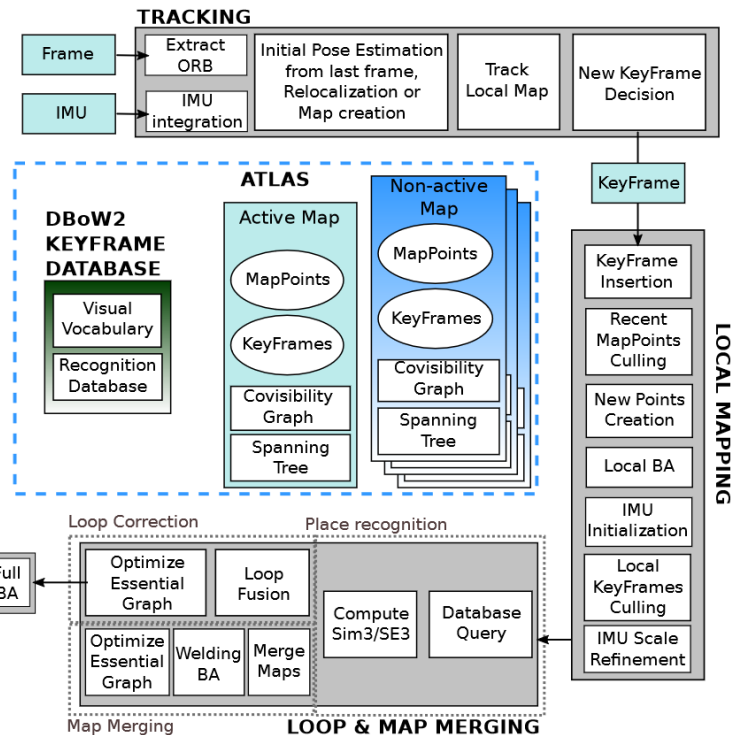 TRACKING
Frame
IMU
Extract
ORB
IMU
integration
Initial Pose Estimation
from last frame,
Relocalization or
Map creation
Track
Local Map
New KeyFrame
Decision
KeyFrame
ATLAS
DBoW2
KEYFRAME
DATABASE
Visual
Vocabulary
Recognition
Database
Active Map
MapPoints
KeyFrames
Covisibility
Graph
Spanning
Tree
Non-active
Map
MapPoints
KeyFrames
Covisibility
Graph
Spanning
Tree
LOCAL MAPPING
KeyFrame
Insertion
Recent
MapPoints
Culling
New Points
Creation
Local BA
IMU
Initialization
Local
KeyFrames
Culling
IMU Scale
Refinement
Loop Correction
Place recognition
Optimize
Essential
Graph
Loop
Fusion
Full
BA
Compute
Sim3/SE3
Database
Query
Optimize
Essential
Graph
Welding
BA
Merge
Maps
Map Merging
LOOP & MAP MERGING